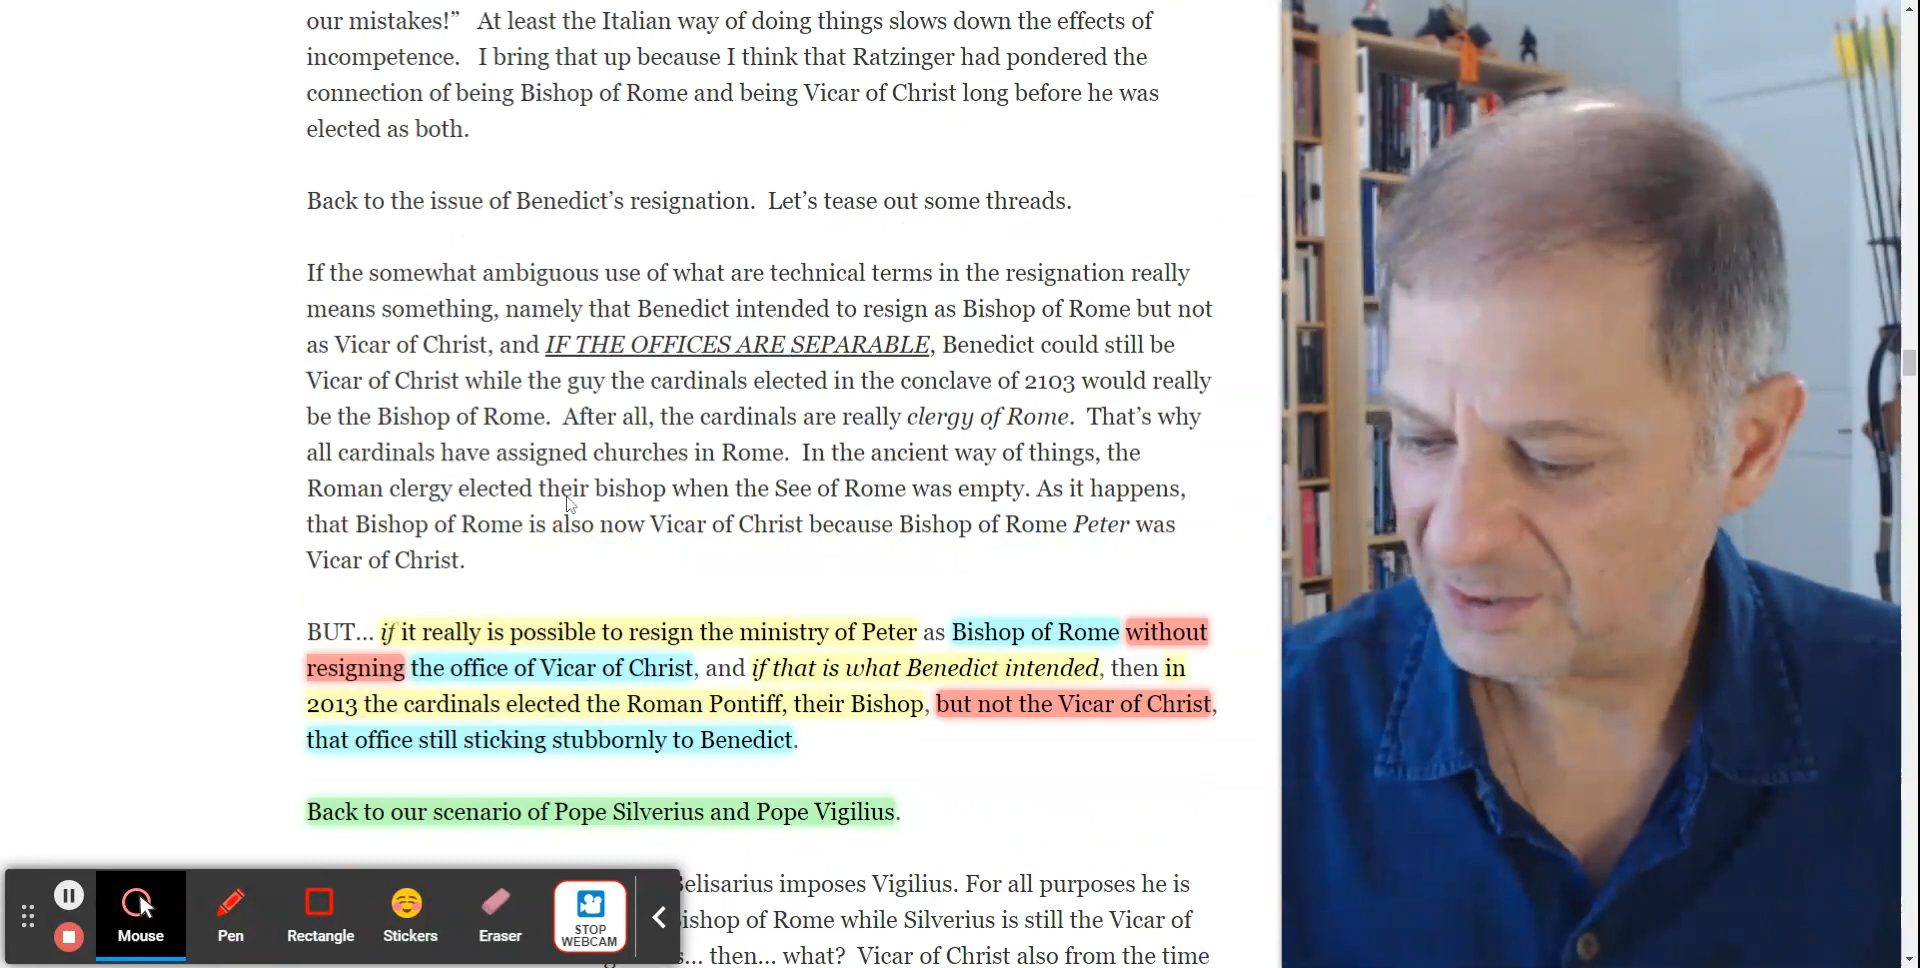 our mistakes!”   At least the Italian way of doing things slows down the effects of
incompetence.   I bring that up because I think that Ratzinger had pondered the
connection of being Bishop of Rome and being Vicar of Christ long before he was
elected as both.
Back to the issue of Benedict’s resignation.  Let’s tease out some threads.
If the somewhat ambiguous use of what are technical terms in the resignation really
means something, namely that Benedict intended to resign as Bishop of Rome but not
as Vicar of Christ, and IF THE OFFICES ARE SEPARABLE, Benedict could still be
Vicar of Christ while the guy the cardinals elected in the conclave of 2103 would really
be the Bishop of Rome.  After all, the cardinals are really clergy of Rome.  That’s why
all cardinals have assigned churches in Rome.  In the ancient way of things, the
Roman clergy elected their bishop when the See of Rome was empty. As it happens,
that Bishop of Rome is also now Vicar of Christ because Bishop of Rome Peter was
Vicar of Christ.
BUT… if it really is possible to resign the ministry of Peter as Bishop of Rome without
resigning the office of Vicar of Christ, and if that is what Benedict intended, then in
2013 the cardinals elected the Roman Pontiff, their Bishop, but not the Vicar of Christ,
that office still sticking stubbornly to Benedict.
Back to our scenario of Pope Silverius and Pope Vigilius.
Belisarius imposes Vigilius. For all purposes he is
Bishop of Rome while Silverius is still the Vicar of
… then… what?  Vicar of Christ also from the time
Mouse
Pen
Rectangle
Stickers
Eraser
STOP
WEBCAM